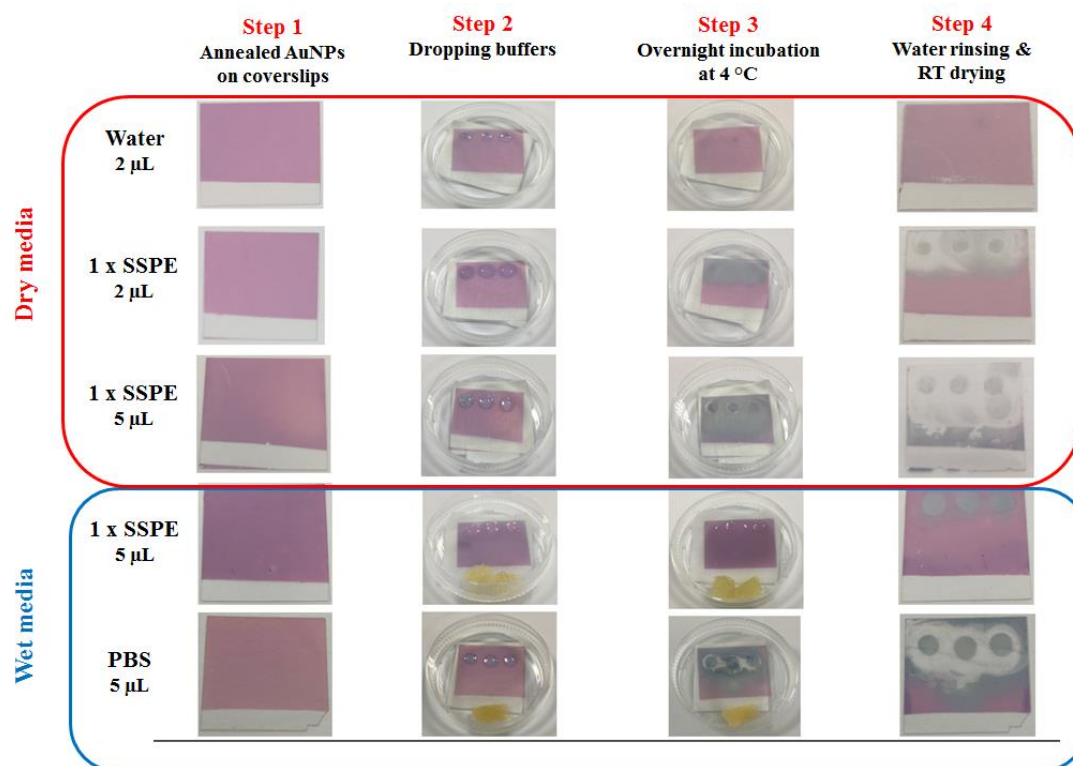 Step 1
Annealed AuNPs
on coverslips
Step 2
Dropping buffers
Step 3
Overnight incubation
at 4 °C
Step 4
Water rinsing &
RT drying
Dry media
Water
2 µL
1 x SSPE
2 µL
1 x SSPE
5 µL
Wet media
1 x SSPE
5 µL
PBS
5 µL